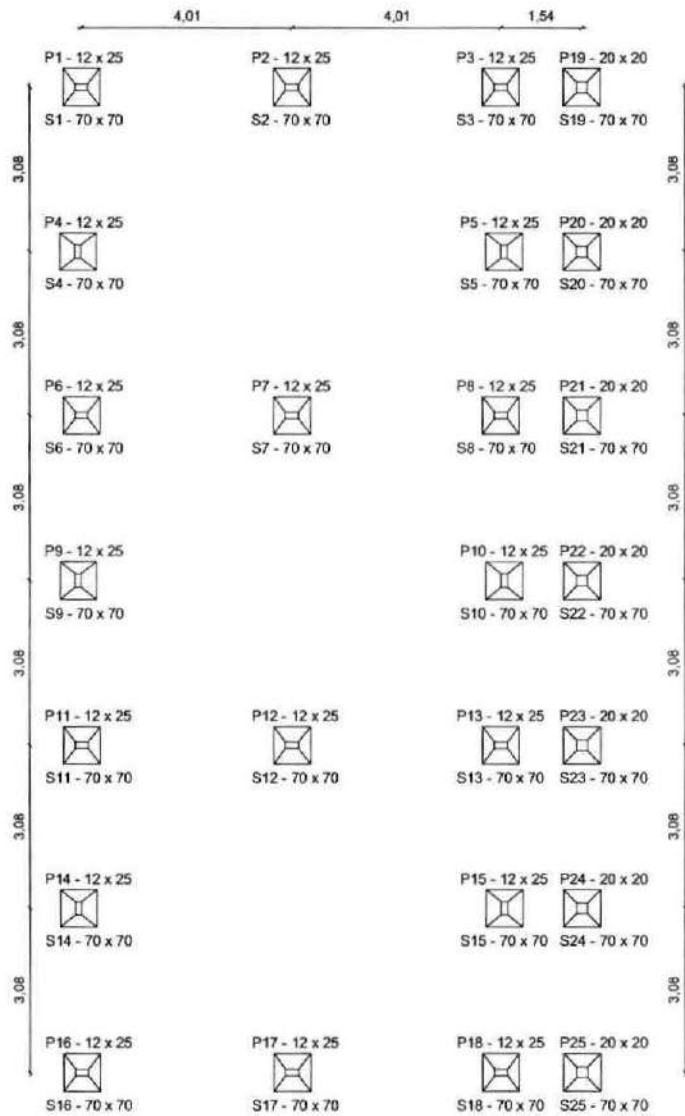 4,01 4,01 1,54
P1 - 12 x 25 P2 - 12 x 25 P3 - 12 x 25 P19 - 20 x 20
S1 - 70 x 70 S2 - 70 x 70 S3 - 70 x 70 S19 - 70 x 70
3,08 3,08
P4 - 12 x 25 P5 - 12 x 25 P20 - 20 x 20
S4 - 70 x 70 S5 - 70 x 70 S20 - 70 x 70
3,08 3,08
P6 - 12 x 25 P7 - 12 x 25 P8 - 12 x 25 P21 - 20 x 20
S6 - 70 x 70 S7 - 70 x 70 S8 - 70 x 70 S21 - 70 x 70
3,08 3,08
P9 - 12 x 25 P10 - 12 x 25 P22 - 20 x 20
S9 - 70 x 70 S10 - 70 x 70 S22 - 70 x 70
3,08 3,08
P11 - 12 x 25 P12 - 12 x 25 P13 - 12 x 25 P23 - 20 x 20
S11 - 70 x 70 S12 - 70 x 70 S13 - 70 x 70 S23 - 70 x 70
3,08 3,08
P14 - 12 x 25 P15 - 12 x 25 P24 - 20 x 20
S14 - 70 x 70 S15 - 70 x 70 S24 - 70 x 70
3,08 3,08
P16 - 12 x 25 P17 - 12 x 25 P18 - 12 x 25 P25 - 20 x 20
S16 - 70 x 70 S17 - 70 x 70 S18 - 70 x 70 S25 - 70 x 70